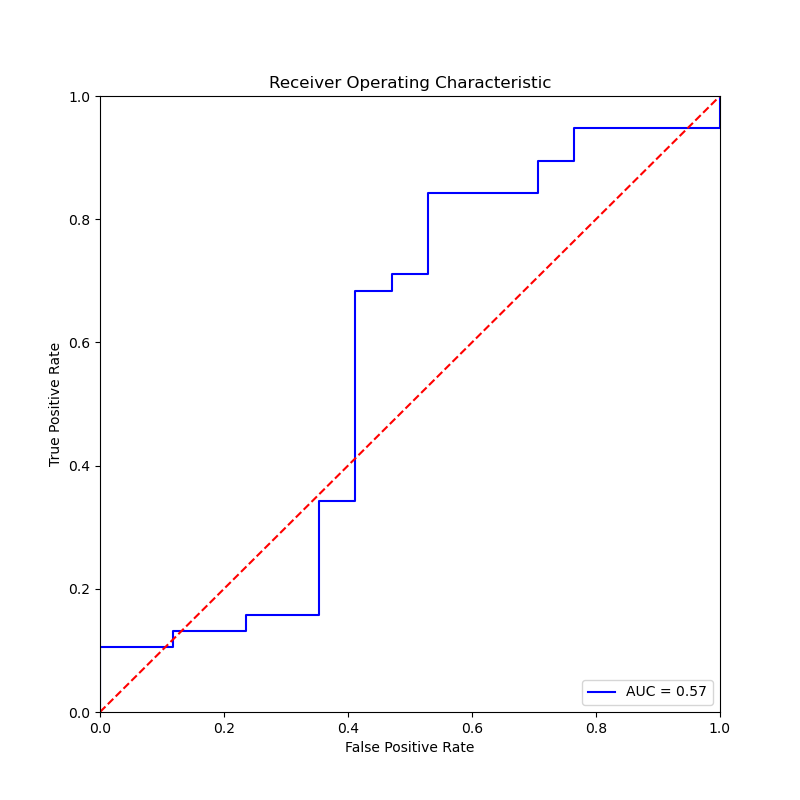 Receiver Operating Characteristic
1.0
0.8
0.6
0.4
0.2
0.0
True Positive Rate
AUC = 0.57
0.0 0.2 0.4 0.6 0.8 1.0
False Positive Rate